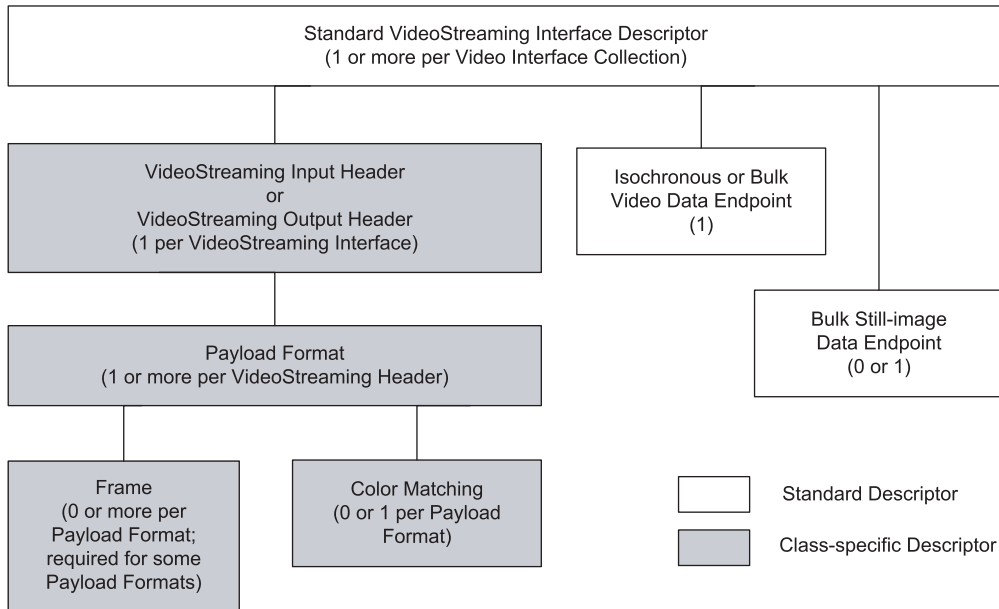 Standard VideoStreaming Interface Descriptor
(1 or more per Video Interface Collection)
VideoStreaming Input Header
or
VideoStreaming Output Header
(1 per VideoStreaming Interface)
Isochronous or Bulk
Video Data Endpoint
(1)
Bulk Still-image
Data Endpoint
(0 or 1)
Payload Format
(1 or more per VideoStreaming Header)
Frame
(0 or more per
Payload Format;
required for some
Payload Formats)
Color Matching
(0 or 1 per Payload
Format)
Standard Descriptor
Class-specific Descriptor